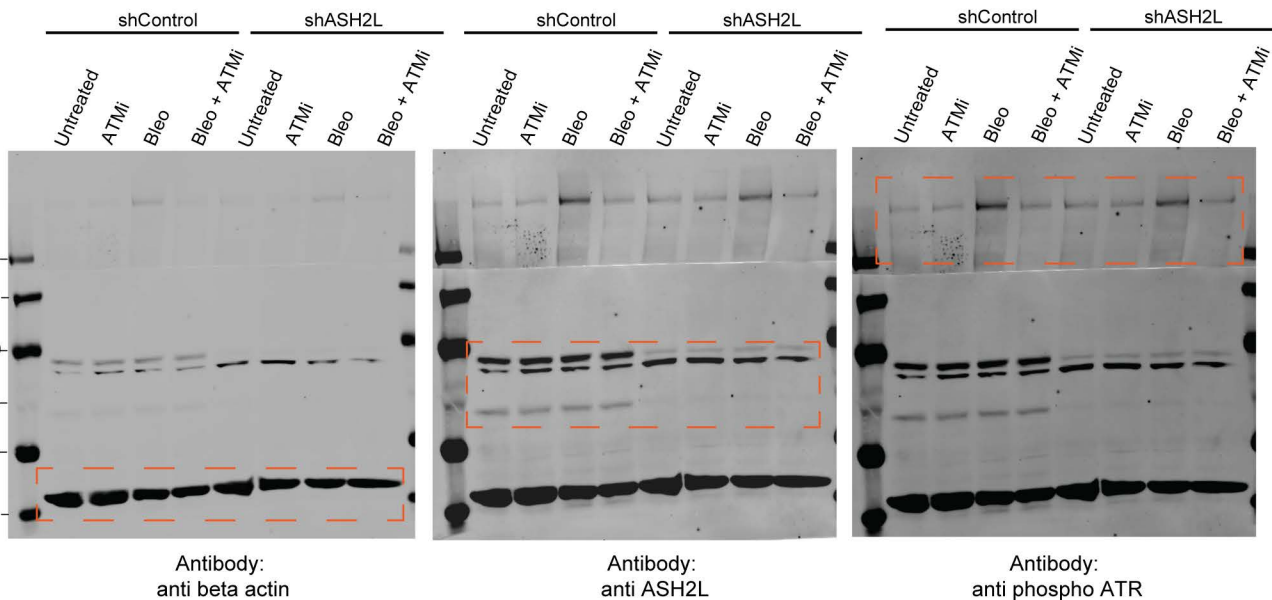 shControl shASH2L
Untreated ATMi Bleo Bleo + ATMi Untreated ATMi Bleo Bleo + ATMi
Antibody:
anti beta actin
shControl shASH2L
Untreated ATMi Bleo Bleo + ATMi Untreated ATMi Bleo Bleo + ATMi
Antibody:
anti ASH2L
shControl shASH2L
Untreated ATMi Bleo Bleo + ATMi Untreated ATMi Bleo Bleo + ATMi
Antibody:
anti phospho ATR